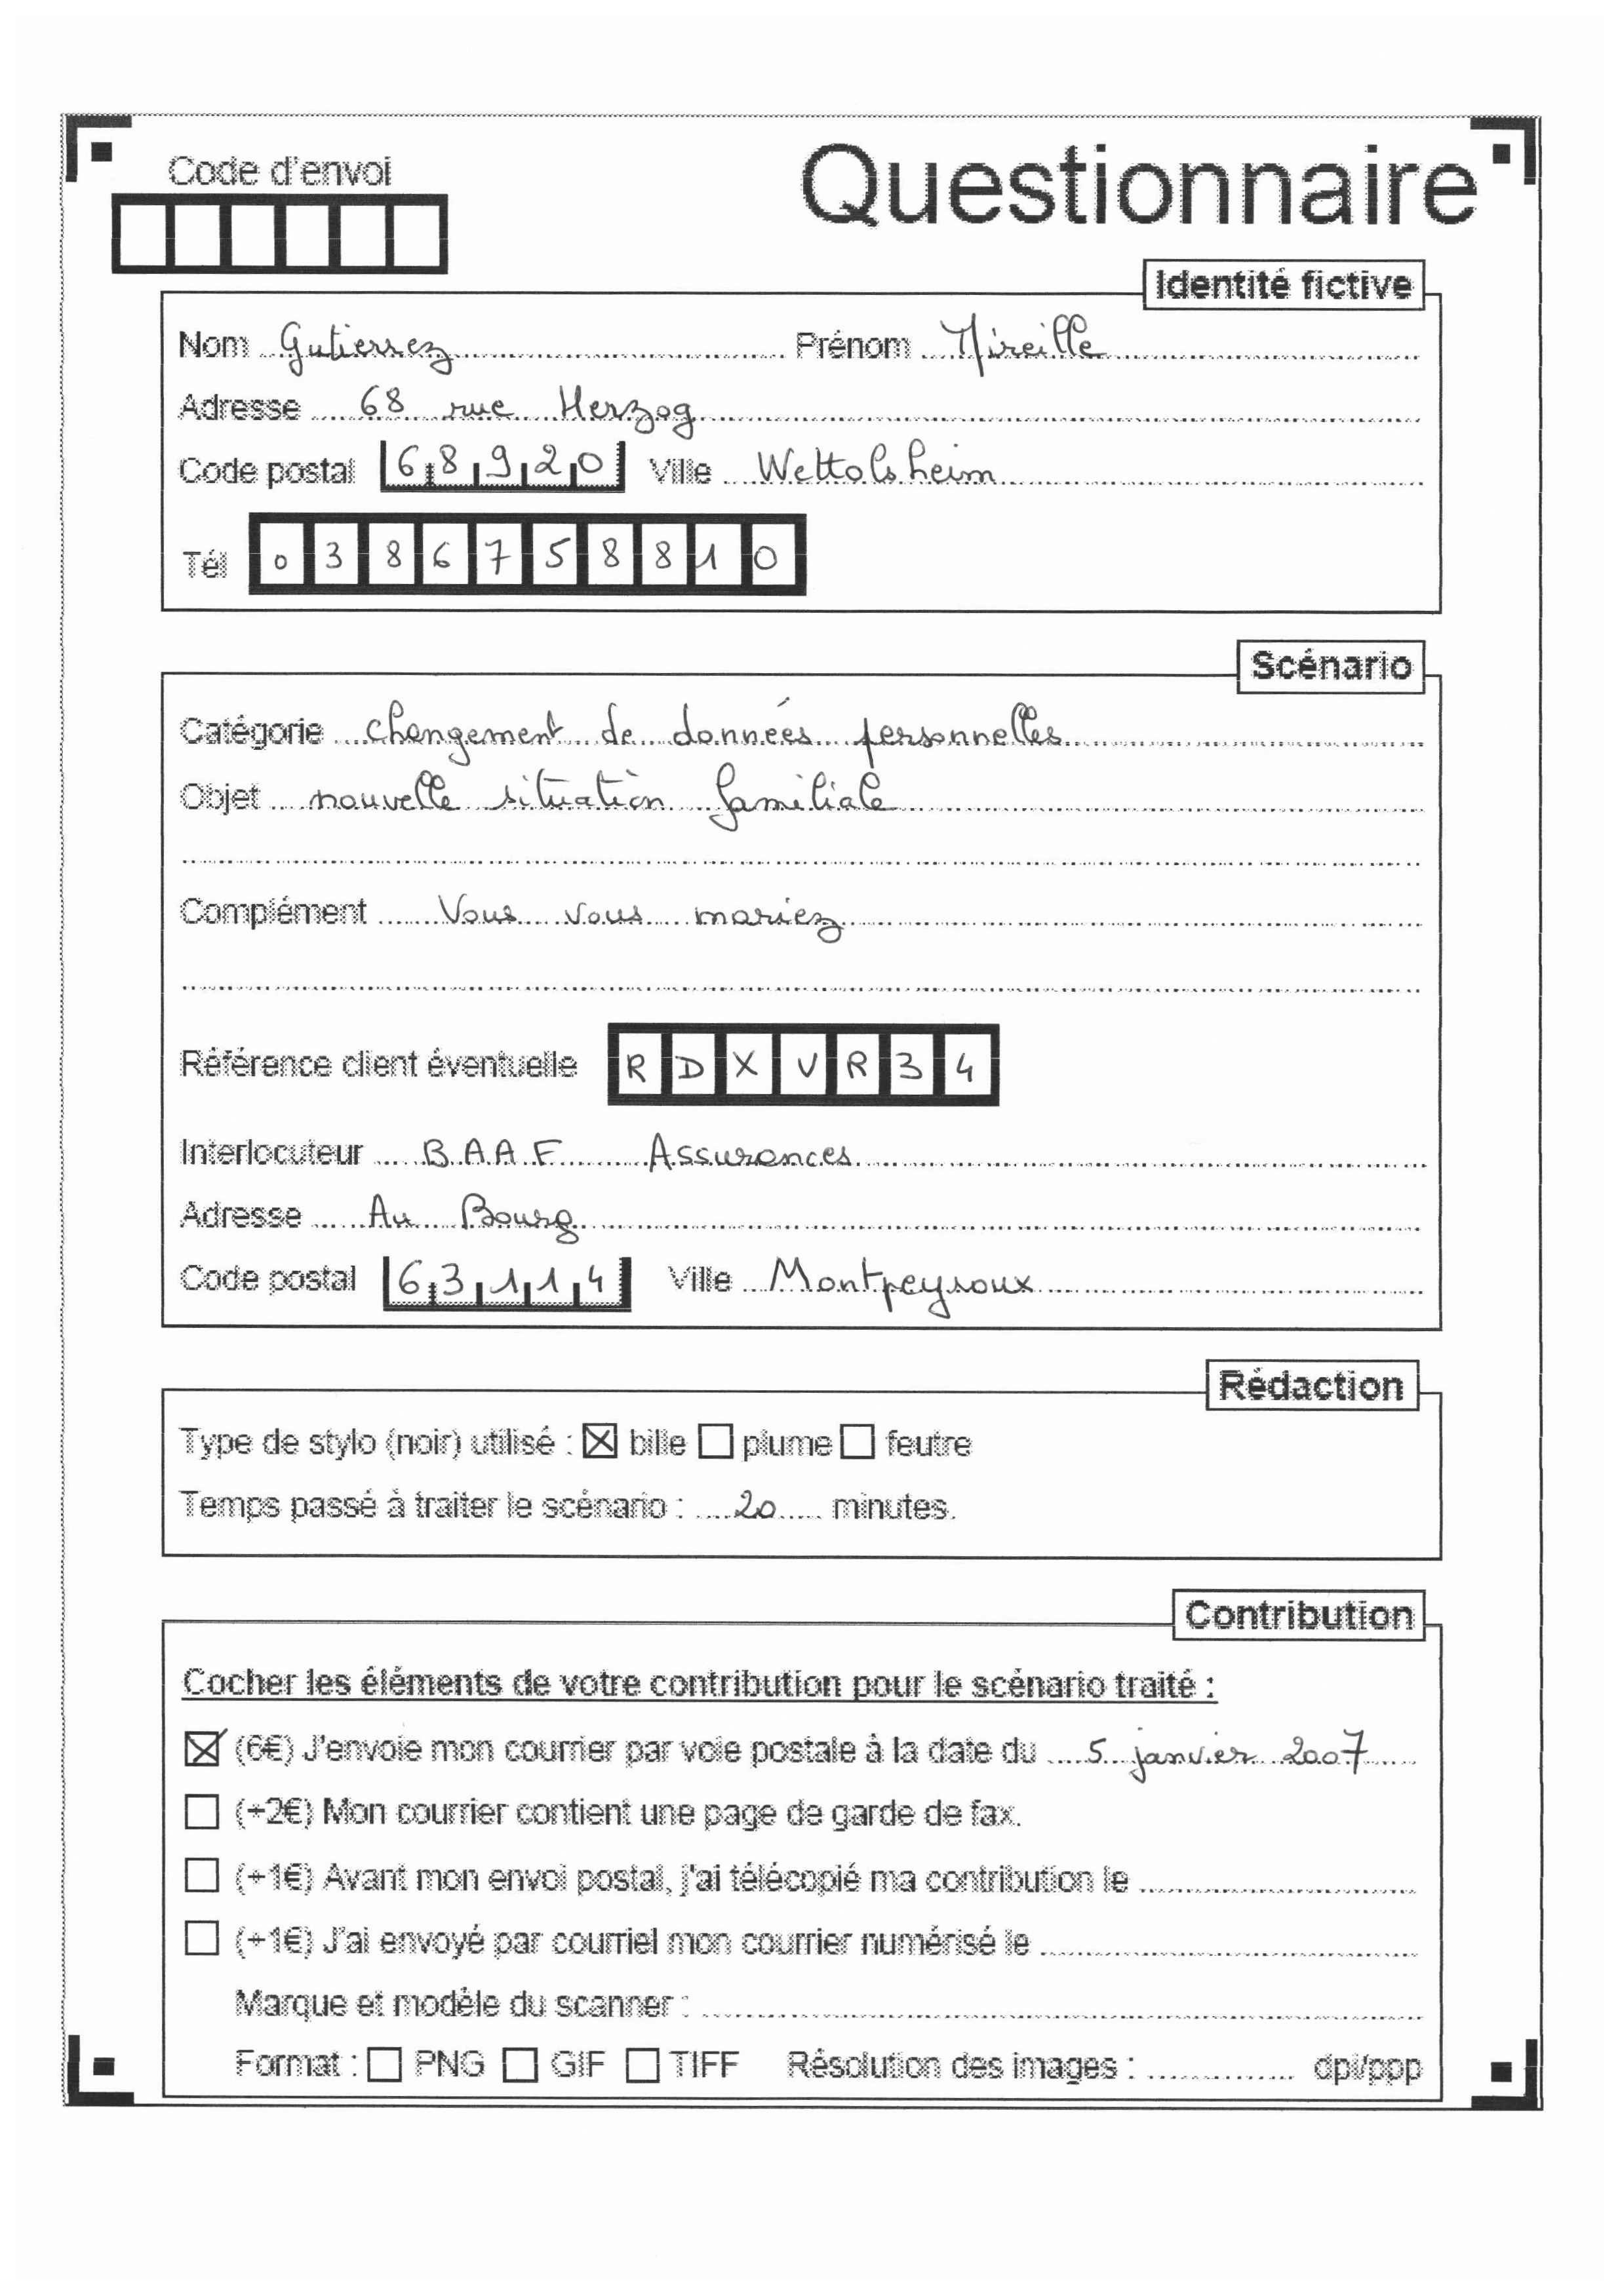 Code d'envoi
Questionnaire
Identité fictive
Nom Gutierrez Prénom Mireille
Adresse 68 rue Herzog
Code postal 68920 Ville Wettolsheim
Tél 0386758810
Scénario
Catégorie changement de données personnelles
Objet nouvelle situation familiale
Complément Vous vous mariez
Référence client éventuelle RDXVR34
Interlocuteur BAAF Assurances
Adresse Au Bourg
Code postal 63114 Ville Montpeyroux
Rédaction
Type de stylo (noir) utilisé : ☒ bille ☐ plume ☐ feutre
Temps passé à traiter le scénario : 20 minutes.
Contribution
Cocher les éléments de votre contribution pour le scénario traité :
☒ (6€) J'envoie mon courrier par voie postale à la date du 5 janvier 2007
☐ (+2€) Mon courrier contient une page de garde de fax.
☐ (+1€) Avant mon envoi postal, j'ai télécopié ma contribution le
☐ (+1€) J'ai envoyé par courriel mon courrier numérisé le
Marque et modèle du scanner :
Format : ☐ PNG ☐ GIF ☐ TIFF Résolution des images : dpi/ppp